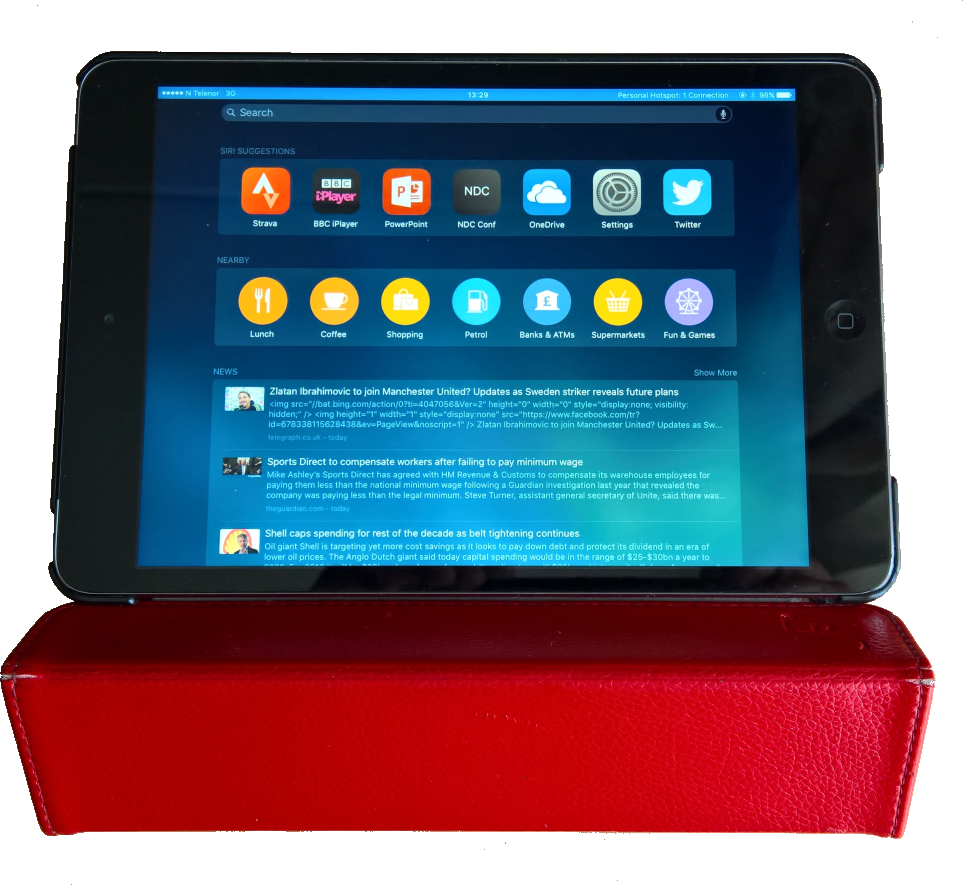 N Telenor 3G 13:29 Personal Hotspot: 1 Connection 98%
Search
SIRI SUGGESTIONS
BBC iPlayer P NDC
Strava BBC iPlayer PowerPoint NDC Conf OneDrive Settings Twitter
NEARBY
£
Lunch Coffee Shopping Petrol Banks & ATMs Supermarkets Fun & Games
NEWS Show More
Zlatan Ibrahimovic to join Manchester United? Updates as Sweden striker reveals future plans
<img src="//bat.bing.com/action/0?ti=4047056&Ver=2" height="0" width="0" style="display:none; visibility:
hidden;" /> <img height="1" width="1" style="display:none" src="https://www.facebook.com/tr?
id=678338115628438&ev=PageView&noscript=1" /> Zlatan Ibrahimovic to join Manchester United? Updates as Sw...
telegraph.co.uk – today
Sports Direct to compensate workers after failing to pay minimum wage
Mike Ashley's Sports Direct has agreed with HM Revenue & Customs to compensate its warehouse employees for
paying them less than the national minimum wage following a Guardian investigation last year that revealed the
company was paying less than the legal minimum. Steve Turner, assistant general secretary of Unite, said there was...
theguardian.com – today
Shell caps spending for rest of the decade as belt tightening continues
Oil giant Shell is targeting yet more cost savings as it looks to pay down debt and protect its dividend in an era of
lower oil prices. The Anglo Dutch giant said today capital spending would be in the range of $25-$30bn a year to